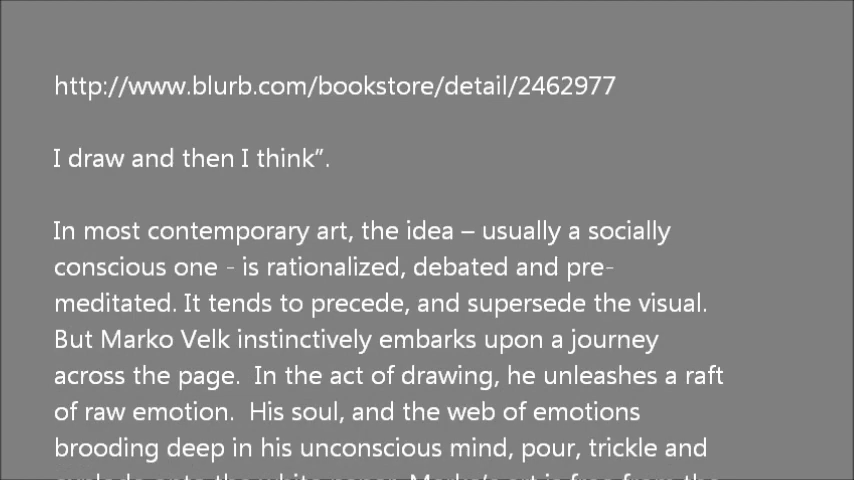 http://www.blurb.com/bookstore/detail/2462977
I draw and then I think”.
In most contemporary art, the idea – usually a socially
conscious one - is rationalized, debated and pre-
meditated. It tends to precede, and supersede the visual.
But Marko Velk instinctively embarks upon a journey
across the page.  In the act of drawing, he unleashes a raft
of raw emotion.  His soul, and the web of emotions
brooding deep in his unconscious mind, pour, trickle and